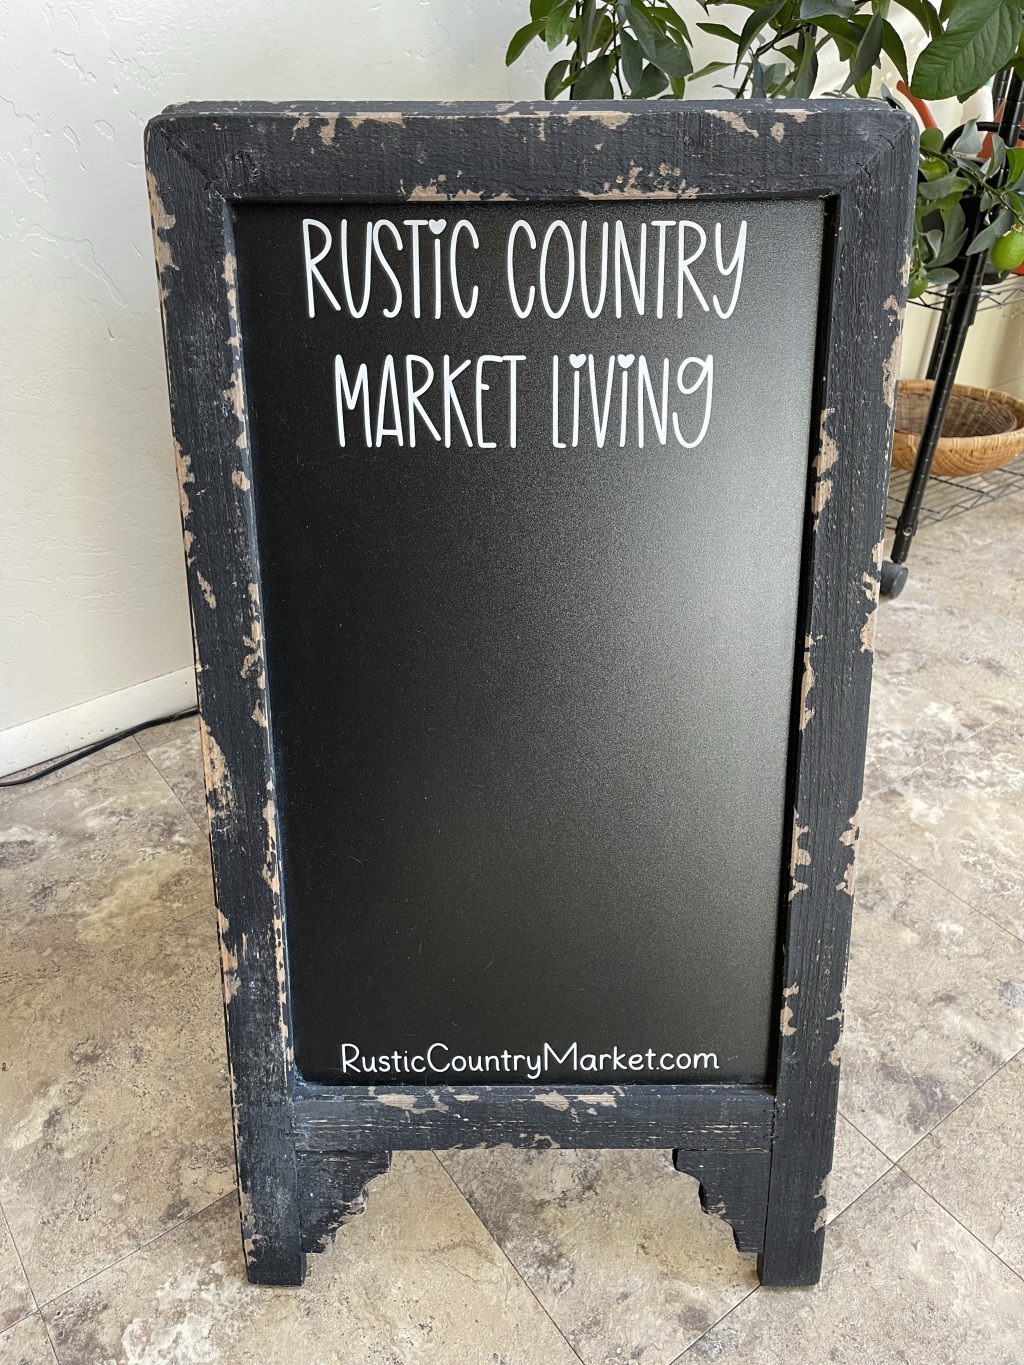 RUSTiC COUNTRY
MARKET LiViNG
RusticCountryMarket.com